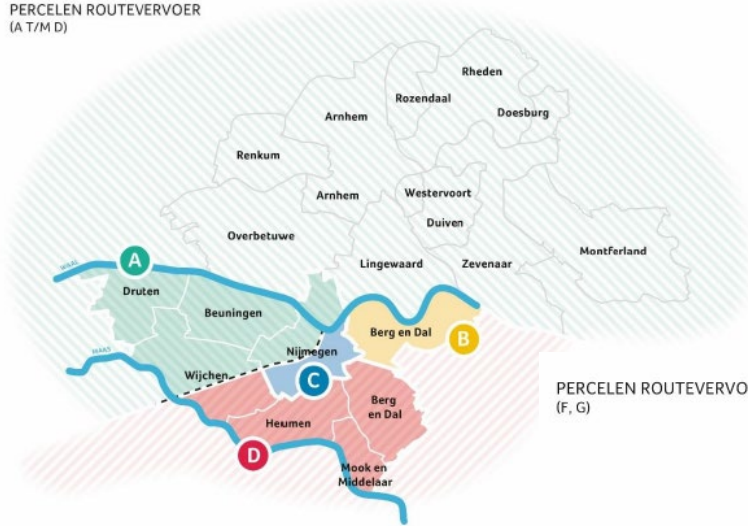 PERCELEN ROUTEVERVOER
(A T/M D)
Rheden
Rozendaal
Doesburg
Arnhem
Renkum
Arnhem
Westervoort
Duiven
Overbetuwe
Lingewaard
Zevenaar
Montferland
WAAL
A
Druten
Beuningen
Berg en Dal
B
Nijmegen
MAAS
Wijchen
C
PERCELEN ROUTEVERVO
(F, G)
Berg
en Dal
Heumen
D
Mook en
Middelaar